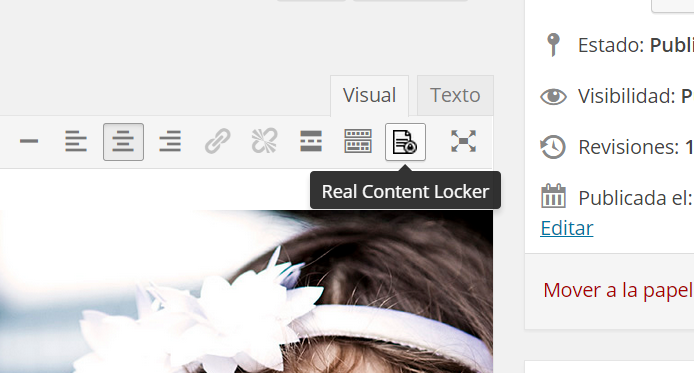 Visual
Texto
Real Content Locker
Estado: Publi
Visibilidad: P
Revisiones: 1
Publicada el:
Editar
Mover a la papel